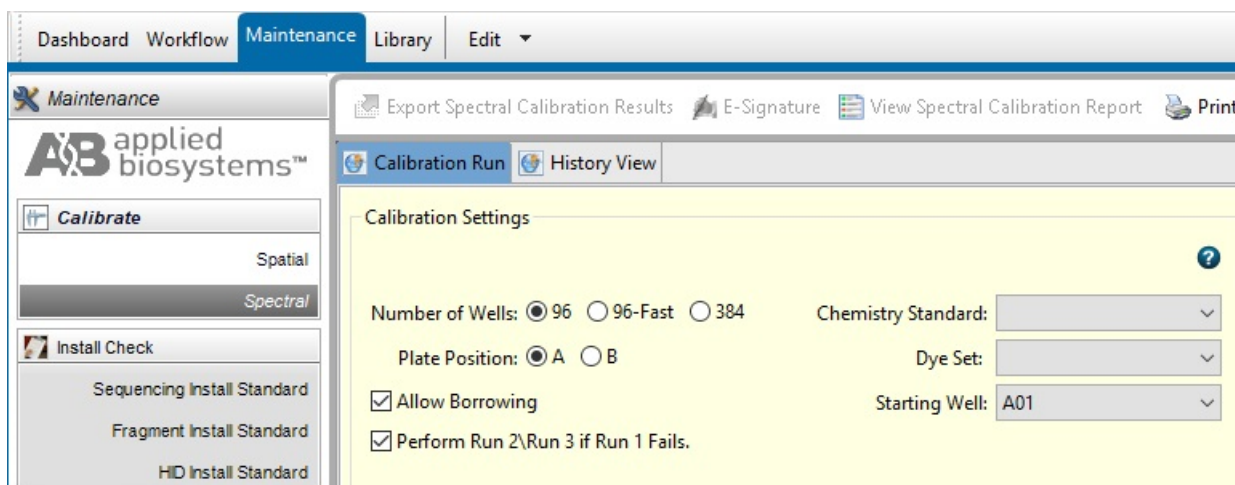 Dashboard Workflow Maintenance Library Edit
Maintenance
applied
biosystems™
Calibrate
Spatial
Spectral
Install Check
Sequencing Install Standard
Fragment Install Standard
HID Install Standard
Export Spectral Calibration Results E-Signature View Spectral Calibration Report Print
Calibration Run History View
Calibration Settings
?
Number of Wells: 96 96-Fast 384 Chemistry Standard:
Plate Position: A B Dye Set:
Allow Borrowing Starting Well: A01
Perform Run 2\Run 3 if Run 1 Fails.